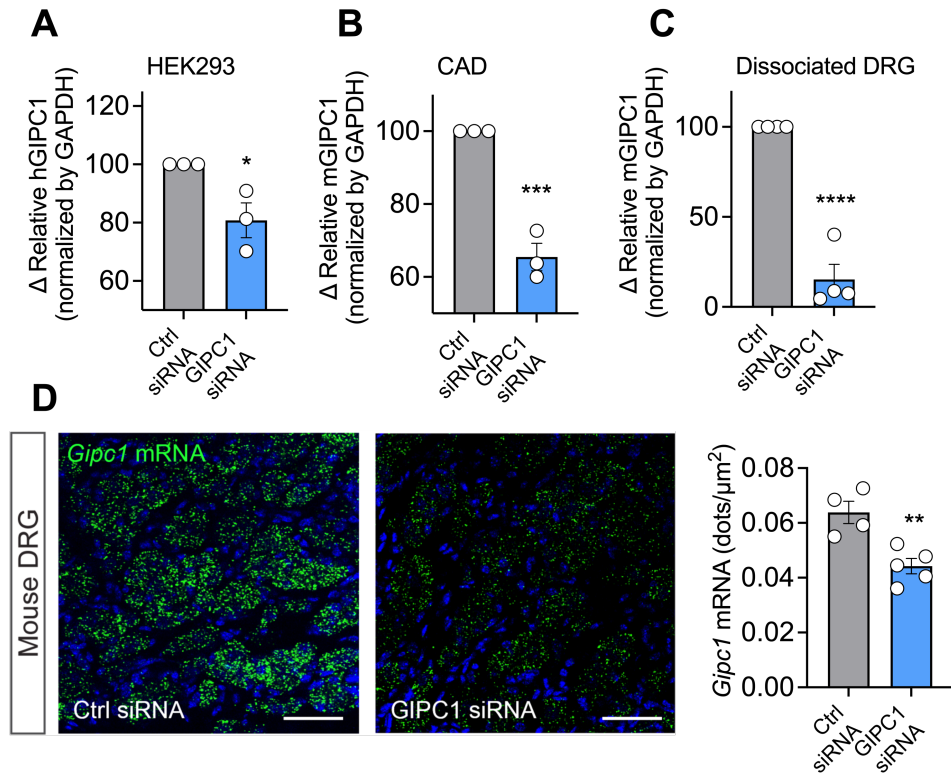 A
HEK293
Δ Relative hGIPC1
(normalized by GAPDH)
120
100
80
60
*
Ctrl
siRNA
GIPC1
siRNA
B
CAD
Δ Relative mGIPC1
(normalized by GAPDH)
100
80
60
***
Ctrl
siRNA
GIPC1
siRNA
C
Dissociated DRG
Δ Relative mGIPC1
(normalized by GAPDH)
100
50
0
****
Ctrl
siRNA
GIPC1
siRNA
D
Mouse DRG
Gipc1 mRNA
Ctrl siRNA
GIPC1 siRNA
Gipc1 mRNA (dots/µm²)
0.08
0.06
0.04
0.02
0.00
**
Ctrl
siRNA
GIPC1
siRNA